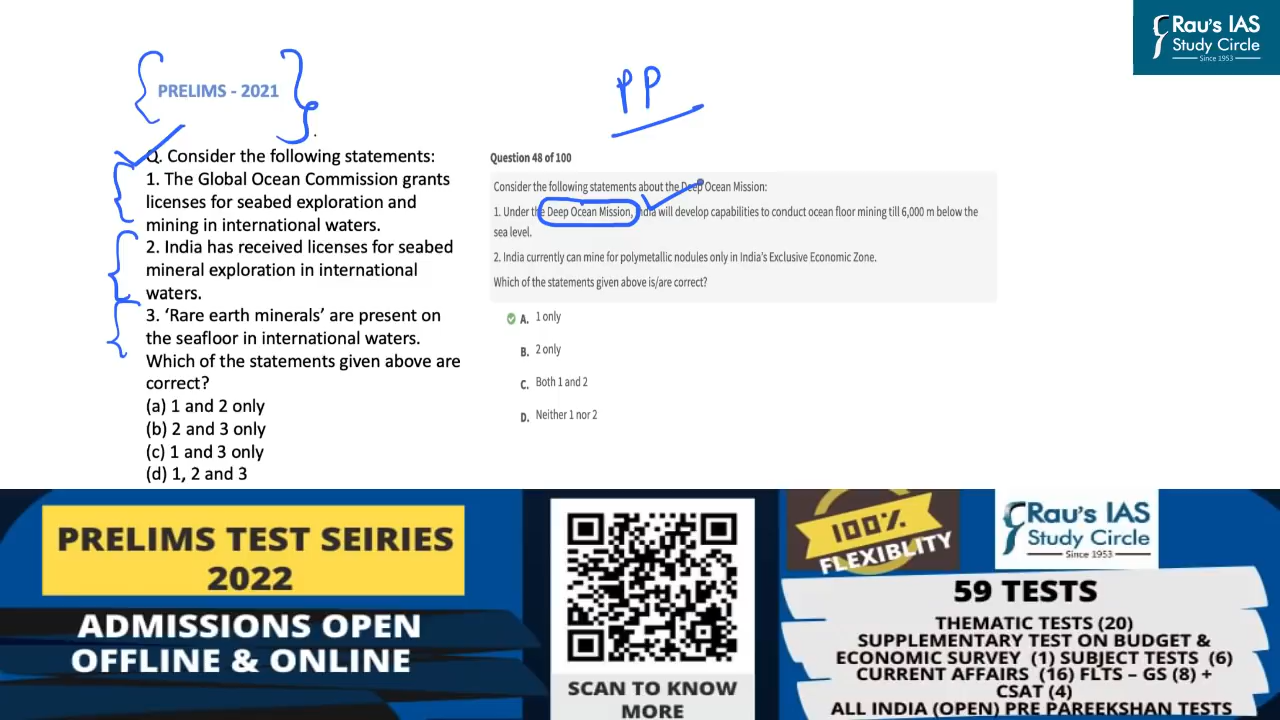 Rau's IAS
Study Circle
Since 1953
PRELIMS - 2021
PP
Q. Consider the following statements:
1. The Global Ocean Commission grants
licenses for seabed exploration and
mining in international waters.
2. India has received licenses for seabed
mineral exploration in international
waters.
3. ‘Rare earth minerals’ are present on
the seafloor in international waters.
Which of the statements given above are
correct?
(a) 1 and 2 only
(b) 2 and 3 only
(c) 1 and 3 only
(d) 1, 2 and 3
Question 48 of 100
Consider the following statements about the Deep Ocean Mission:
1. Under the Deep Ocean Mission, India will develop capabilities to conduct ocean floor mining till 6,000 m below the
sea level.
2. India currently can mine for polymetallic nodules only in India's Exclusive Economic Zone.
Which of the statements given above is/are correct?
A. 1 only
B. 2 only
C. Both 1 and 2
D. Neither 1 nor 2
PRELIMS TEST SEIRIES
2022
ADMISSIONS OPEN
OFFLINE & ONLINE
SCAN TO KNOW
MORE
100%
FLEXIBLITY
Rau's IAS
Study Circle
Since 1953
59 TESTS
THEMATIC TESTS (20)
SUPPLEMENTARY TEST ON BUDGET &
ECONOMIC SURVEY (1) SUBJECT TESTS (6)
CURRENT AFFAIRS (16) FLTS – GS (8) +
CSAT (4)
ALL INDIA (OPEN) PRE PAREEKSHAN TESTS